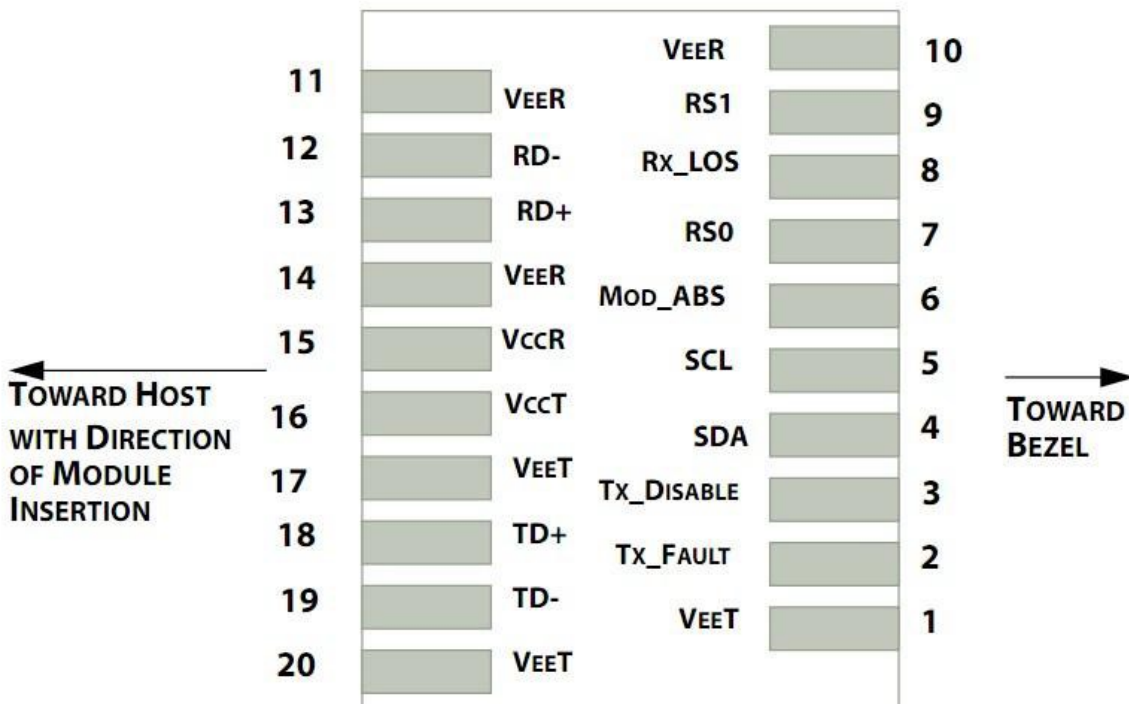 11
VEER
12
RD-
13
RD+
14
VEER
15
VCCR
16
VCCT
17
VEET
18
TD+
19
TD-
20
VEET
TOWARD HOST
WITH DIRECTION
OF MODULE
INSERTION
VEER
10
RS1
9
RX_LOS
8
RS0
7
MOD_ABS
6
SCL
5
SDA
4
TX_DISABLE
3
TX_FAULT
2
VEET
1
TOWARD
BEZEL